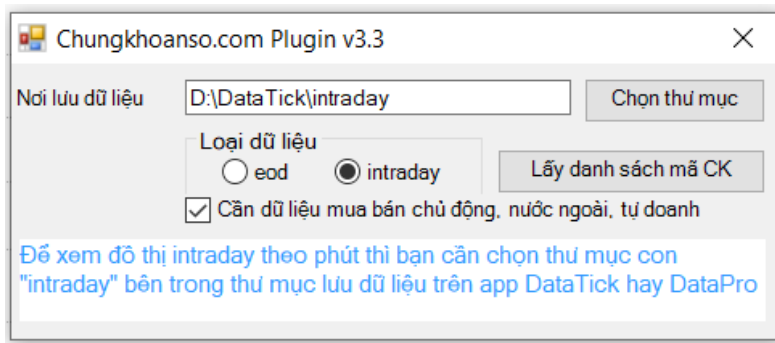 Chungkhoanso.com Plugin v3.3
Nơi lưu dữ liệu D:\DataTick\intraday Chọn thư mục
Loại dữ liệu
eod intraday Lấy danh sách mã CK
Cần dữ liệu mua bán chủ động, nước ngoài, tự doanh
Để xem đồ thị intraday theo phút thì bạn cần chọn thư mục con
"intraday" bên trong thư mục lưu dữ liệu trên app DataTick hay DataPro